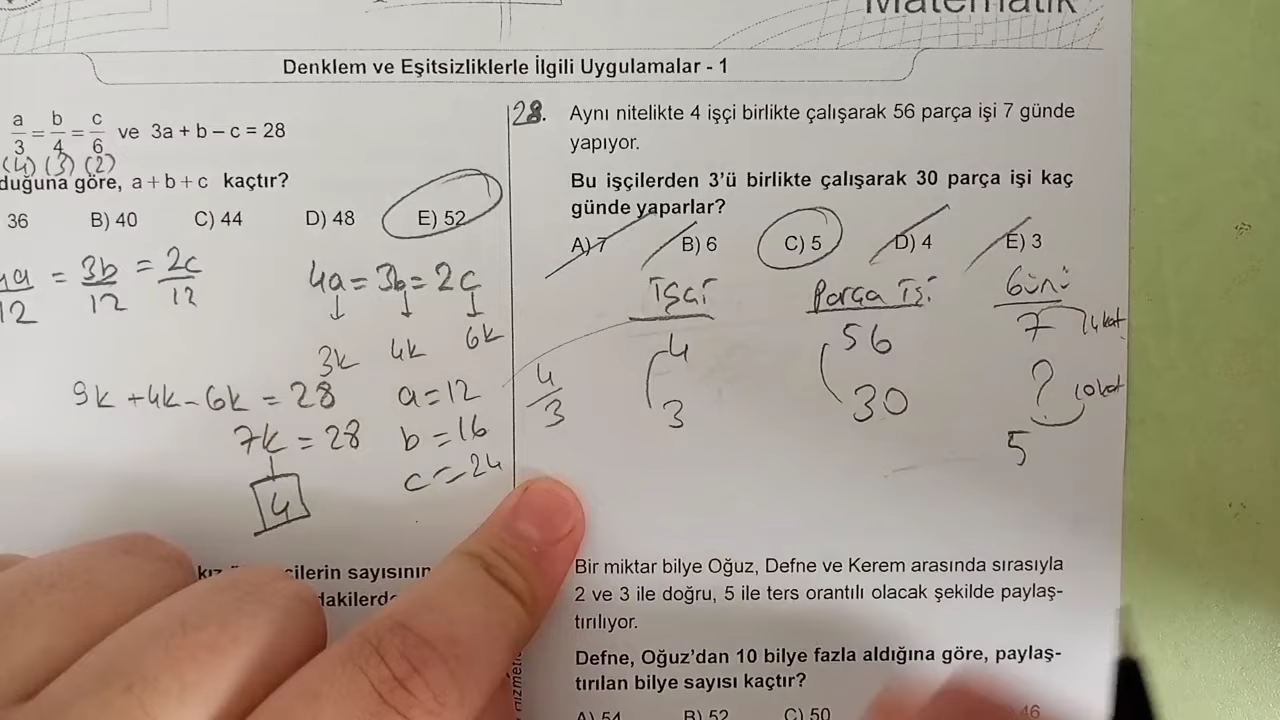 Matematik
Denklem ve Eşitsizliklerle İlgili Uygulamalar - 1
a/3 = b/4 = c/6 ve 3a + b – c = 28
(4) (3) (2)
duğuna göre, a + b + c kaçtır?
36 B) 40 C) 44 D) 48 E) 52
4a/12 = 3b/12 = 2c/12
4a = 3b = 2c
3k 4k 6k
9k + 4k - 6k = 28
7k = 28
4
a = 12
b = 16
c = 24
28. Aynı nitelikte 4 işçi birlikte çalışarak 56 parça işi 7 günde
yapıyor.
Bu işçilerden 3'ü birlikte çalışarak 30 parça işi kaç
günde yaparlar?
A) 7 B) 6 C) 5 D) 4 E) 3
İşçi Parça İşi Günü
4 56 7 14 kat
4/3 3 30 ? 10 kat
5
cilerin sayısının
Bir miktar bilye Oğuz, Defne ve Kerem arasında sırasıyla
2 ve 3 ile doğru, 5 ile ters orantılı olacak şekilde paylaş-
tırılıyor.
Defne, Oğuz'dan 10 bilye fazla aldığına göre, paylaş-
tırılan bilye sayısı kaçtır?
A) 54 B) 52 C) 50 46